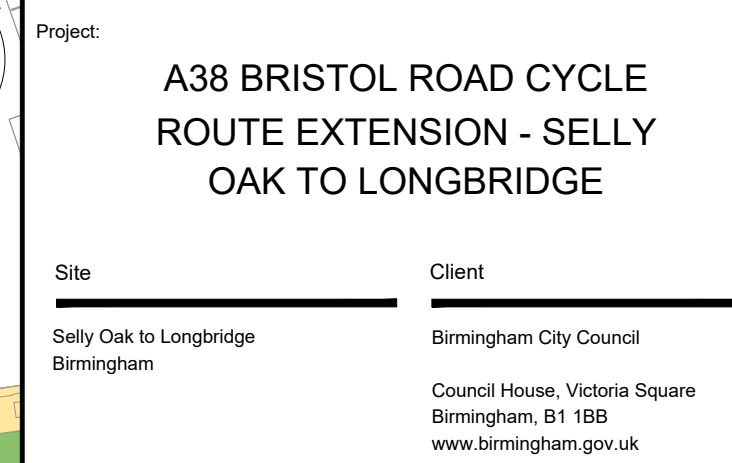 Project:
A38 BRISTOL ROAD CYCLE
ROUTE EXTENSION - SELLY
OAK TO LONGBRIDGE
Site
Selly Oak to Longbridge
Birmingham
Client
Birmingham City Council
Council House, Victoria Square
Birmingham, B1 1BB
www.birmingham.gov.uk